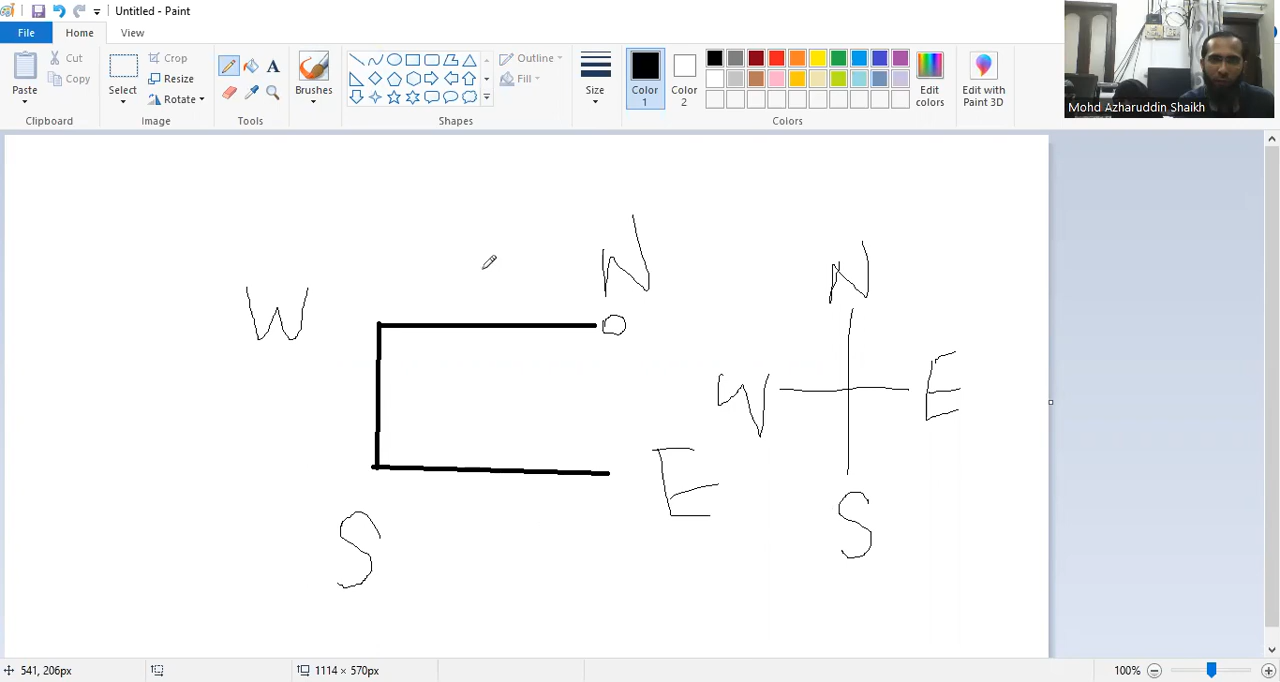 Untitled - Paint
File Home View
Paste
Cut
Copy
Clipboard
Select
Crop
Resize
Rotate
Image
A
Tools
Brushes
Outline
Fill
Shapes
Size
Color 1
Color 2
Edit colors
Colors
Edit with Paint 3D
Mohd Azharuddin Shaikh
N
W
E
S
N
W
E
S
541, 206px
1114 × 570px
100%